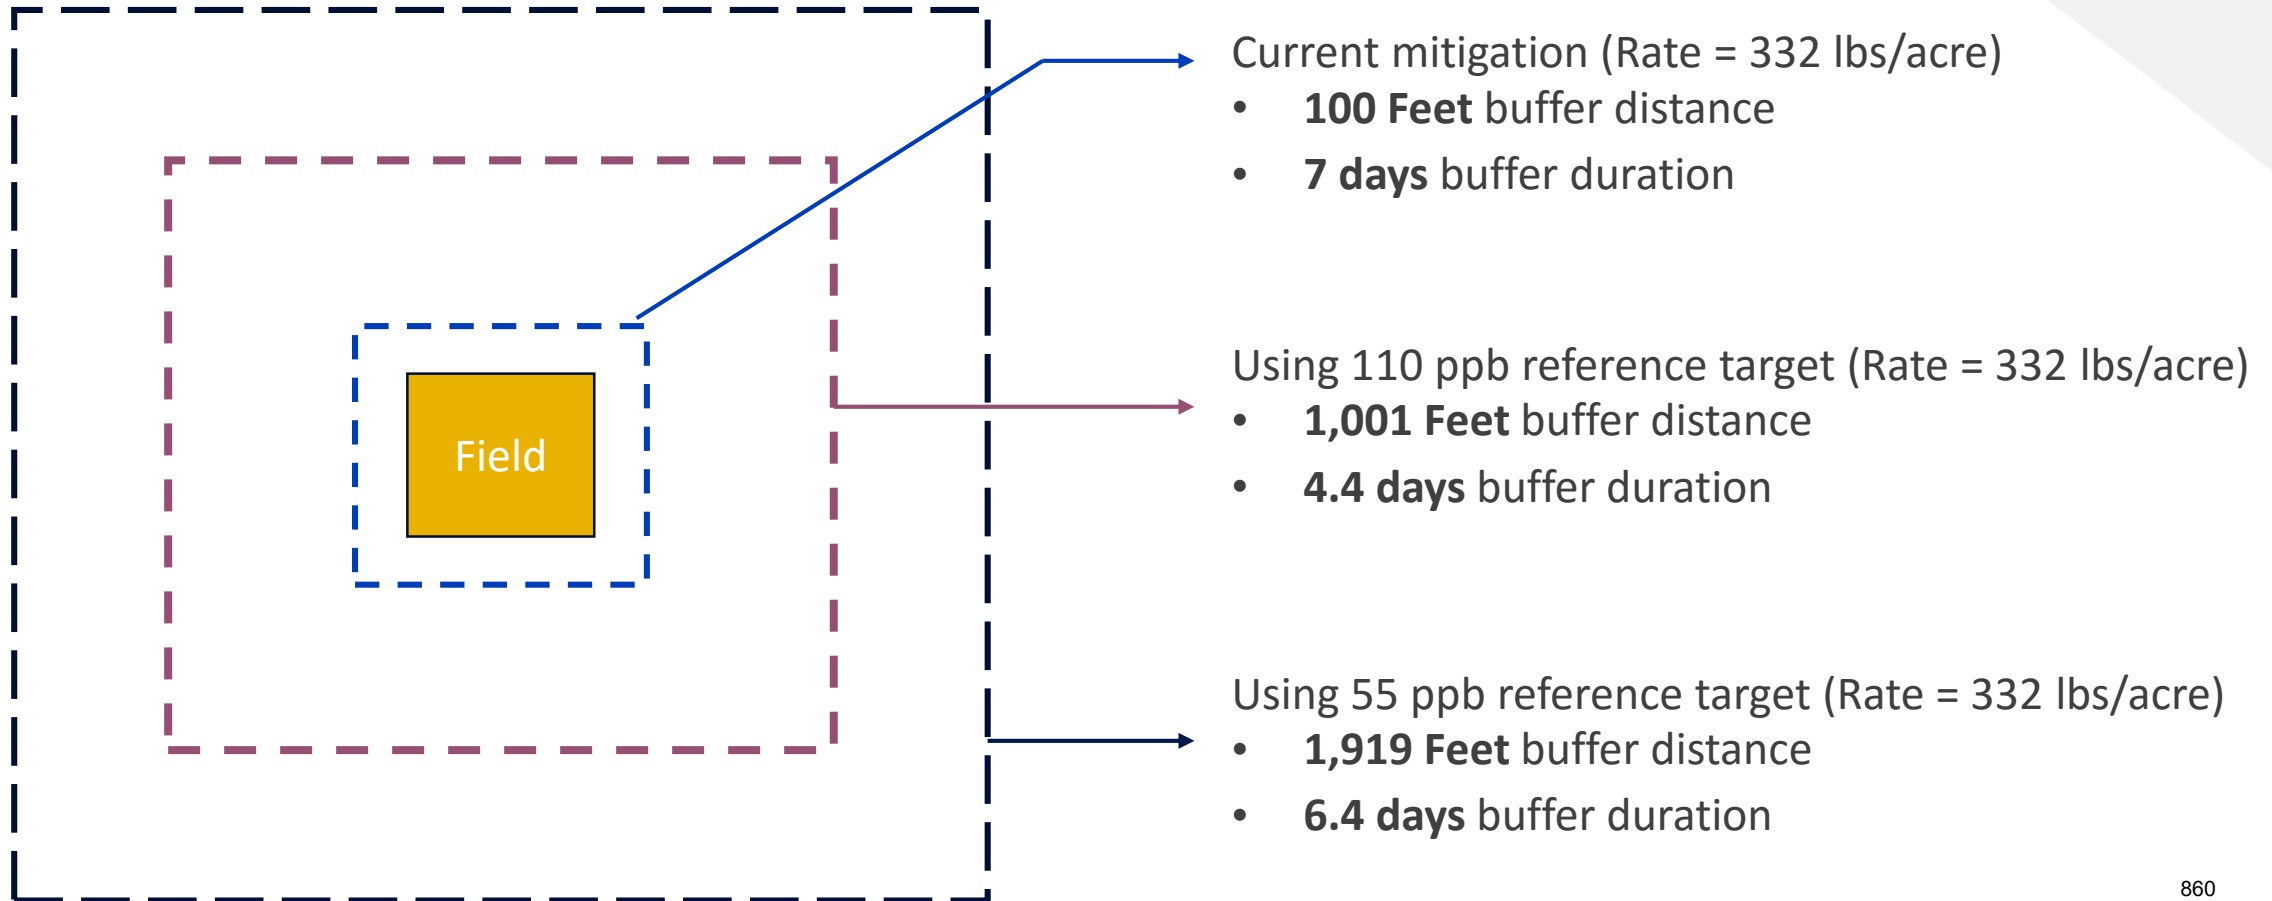 Current mitigation (Rate = 332 lbs/acre)
• 100 Feet buffer distance
• 7 days buffer duration
Using 110 ppb reference target (Rate = 332 lbs/acre)
• 1,001 Feet buffer distance
• 4.4 days buffer duration
Field
Using 55 ppb reference target (Rate = 332 lbs/acre)
• 1,919 Feet buffer distance
• 6.4 days buffer duration
860